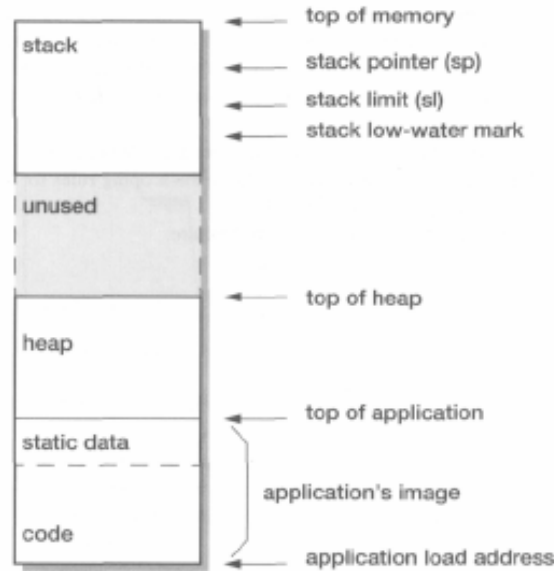 top of memory
stack
stack pointer (sp)
stack limit (sl)
stack low-water mark
unused
top of heap
heap
top of application
static data
application's image
code
application load address